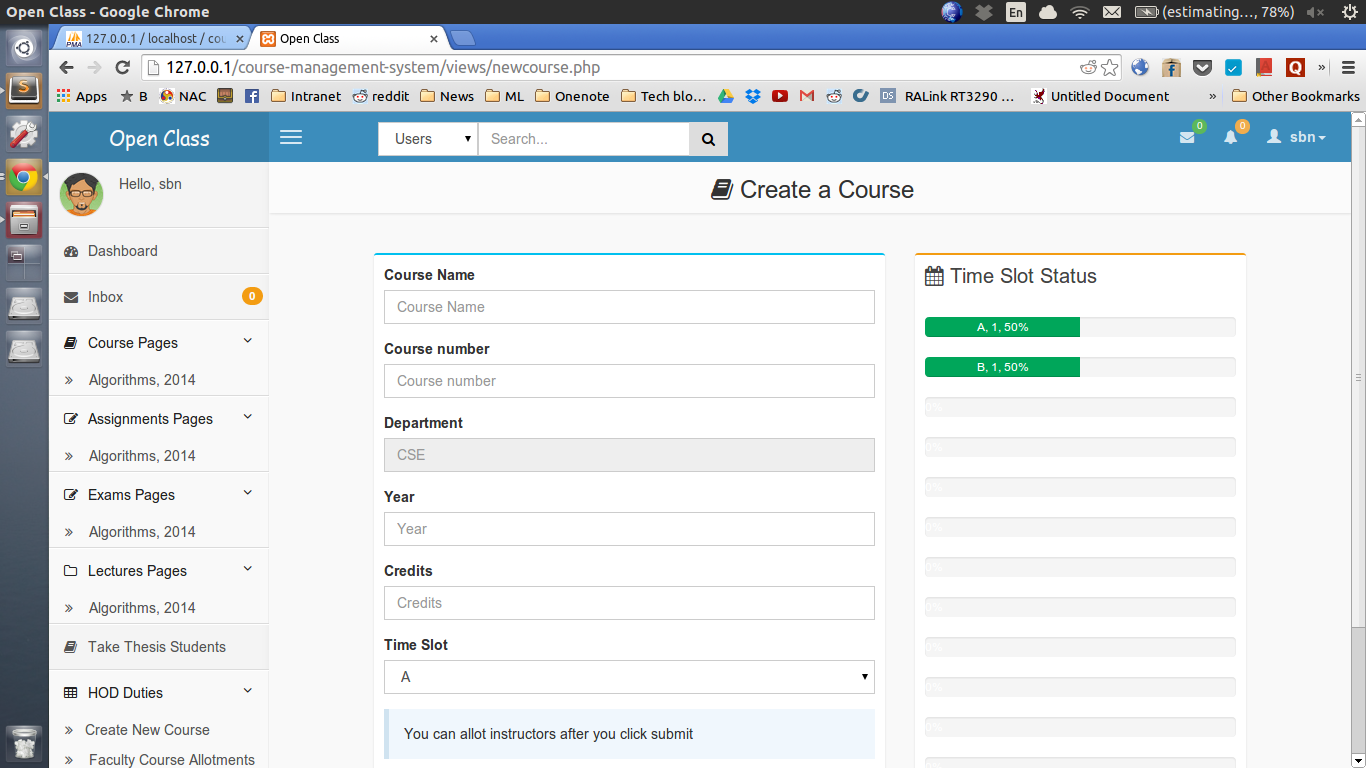 Open Class - Google Chrome
En
(estimating..., 78%)
127.0.0.1 / localhost / cou
Open Class
127.0.0.1/course-management-system/views/newcourse.php
Apps
B
NAC
Intranet
reddit
News
ML
Onenote
Tech blo...
RALink RT3290 ...
Untitled Document
»
Other Bookmarks
Open Class
Users
Search...
0
0
sbn
Hello, sbn
Dashboard
Inbox
0
Course Pages
Algorithms, 2014
Assignments Pages
Algorithms, 2014
Exams Pages
Algorithms, 2014
Lectures Pages
Algorithms, 2014
Take Thesis Students
HOD Duties
Create New Course
Faculty Course Allotments
Create a Course
Course Name
Course Name
Course number
Course number
Department
CSE
Year
Year
Credits
Credits
Time Slot
A
You can allot instructors after you click submit
Time Slot Status
A, 1, 50%
B, 1, 50%